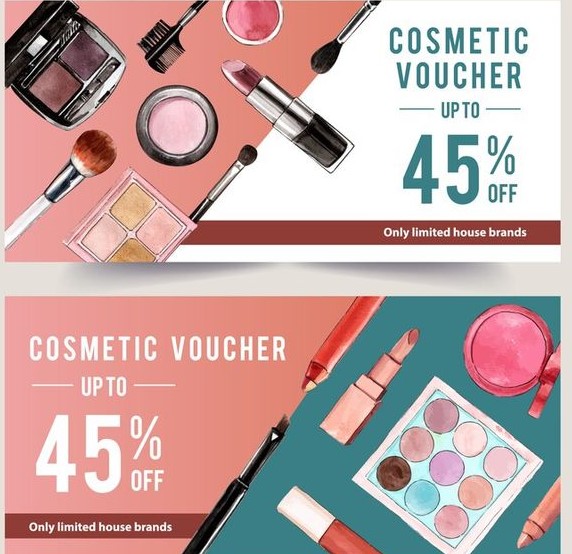 COSMETIC
VOUCHER
UP TO
45%
OFF
Only limited house brands
COSMETIC VOUCHER
UP TO
45%
OFF
Only limited house brands